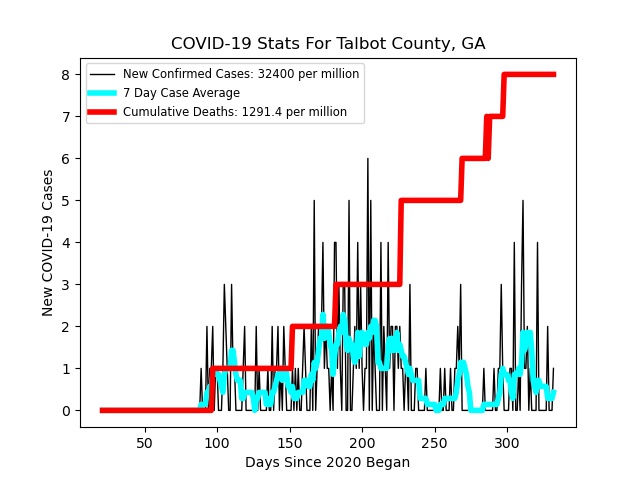 COVID-19 Stats For Talbot County, GA
New Confirmed Cases: 32400 per million
7 Day Case Average
Cumulative Deaths: 1291.4 per million
New COVID-19 Cases
8
7
6
5
4
3
2
1
0
50 100 150 200 250 300
Days Since 2020 Began